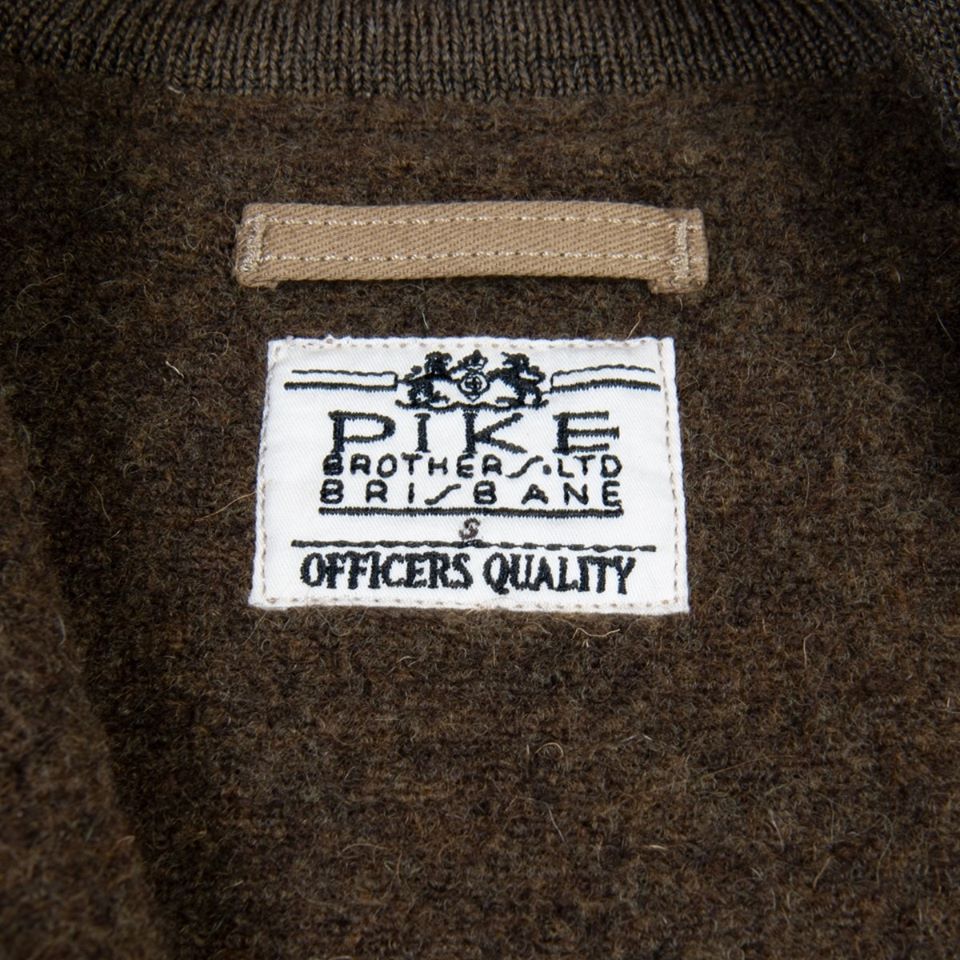 PIKE
BROTHERS.LTD
BRISBANE
S
OFFICERS QUALITY